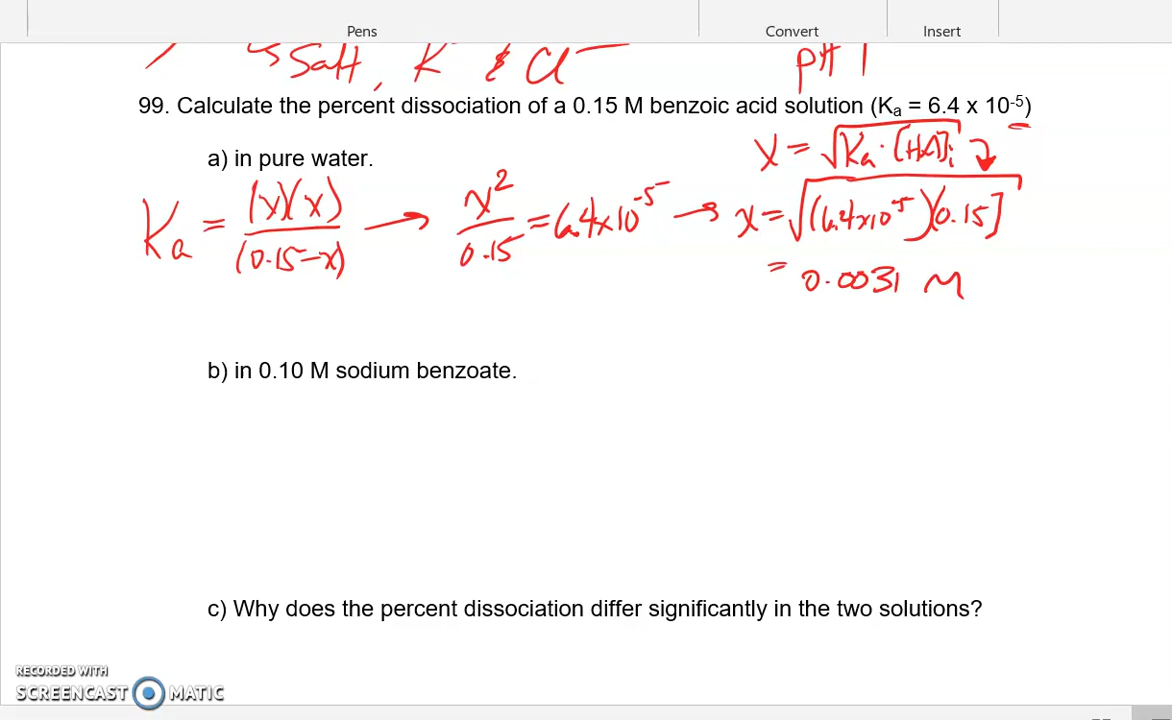 Pens Convert Insert
Salt, K & Cl⁻ pH
99. Calculate the percent dissociation of a 0.15 M benzoic acid solution (Kₐ = 6.4 x 10⁻⁵)
x = √Ka · [HA]i
a) in pure water.
Ka = (x)(x) / (0.15-x) → x² / 0.15 = 6.4x10⁻⁵ → x = √(6.4x10⁻⁵)(0.15)
= 0.0031 M
b) in 0.10 M sodium benzoate.
c) Why does the percent dissociation differ significantly in the two solutions?
RECORDED WITH
SCREENCAST MATIC